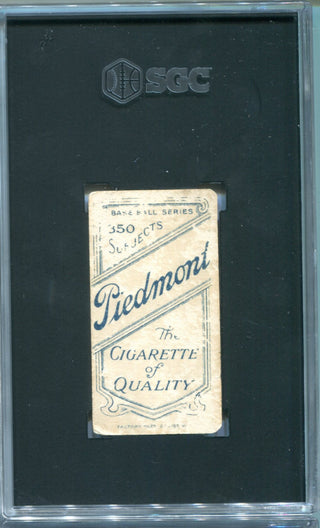 SGC
BASE BALL SERIES
350
SUBJECTS
Piedmont
The
CIGARETTE
of
QUALITY